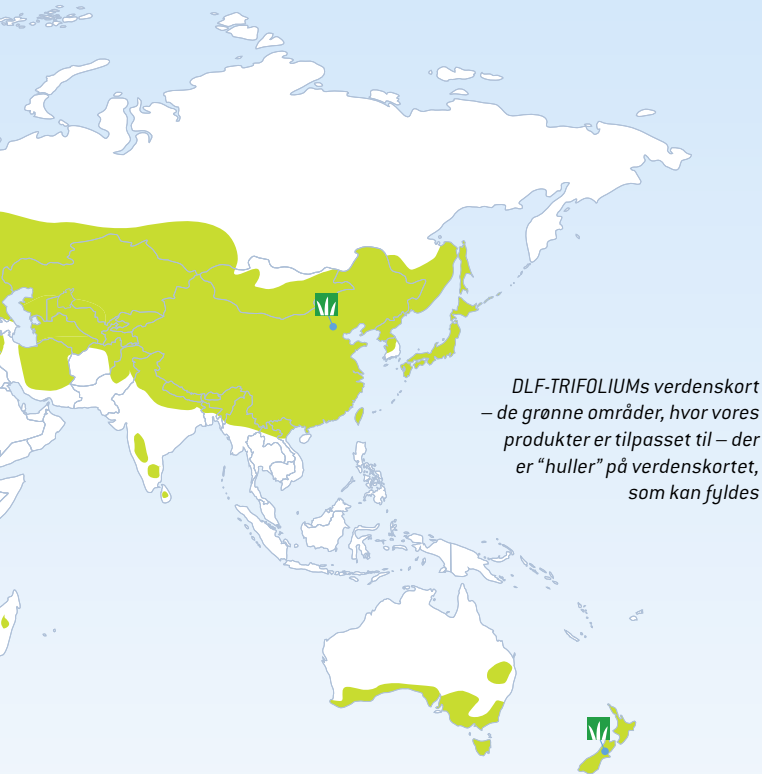 DLF-TRIFOLIUMs verdenskort
– de grønne områder, hvor vores
produkter er tilpasset til – der
er “huller” på verdenskortet,
som kan fyldes